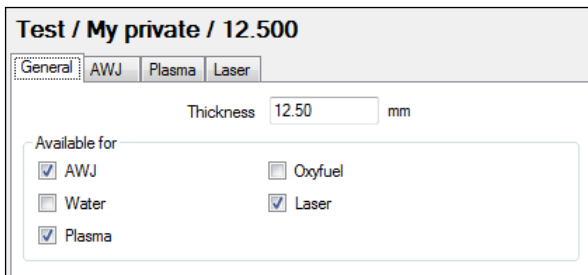 Test / My private / 12.500
General AWJ Plasma Laser
Thickness 12.50 mm
Available for
AWJ Oxyfuel
Water Laser
Plasma